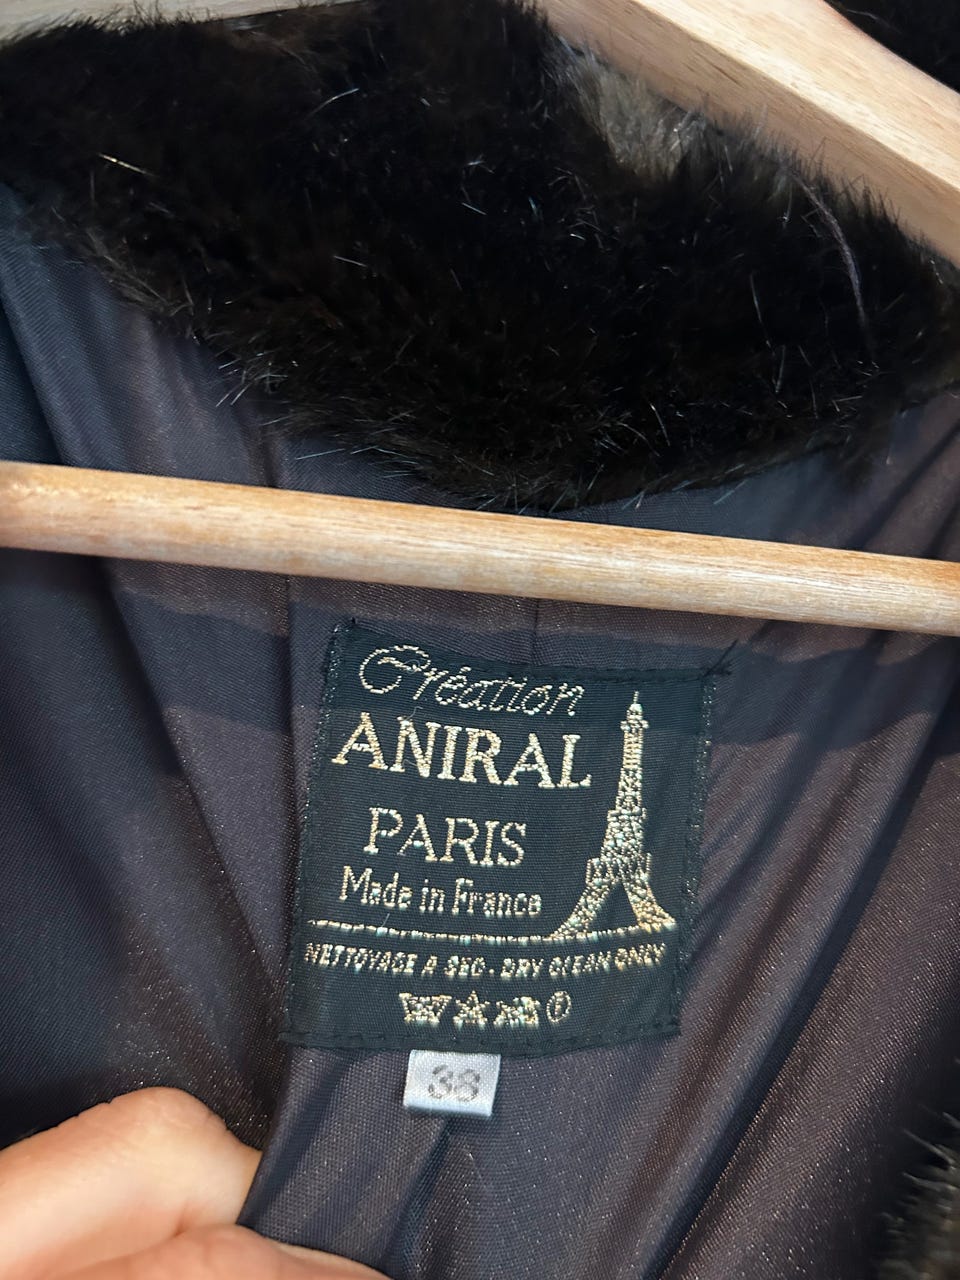 Création
ANIRAL
PARIS
Made in France
NETTOYAGE A SEC. DRY CLEAN ONLY
38